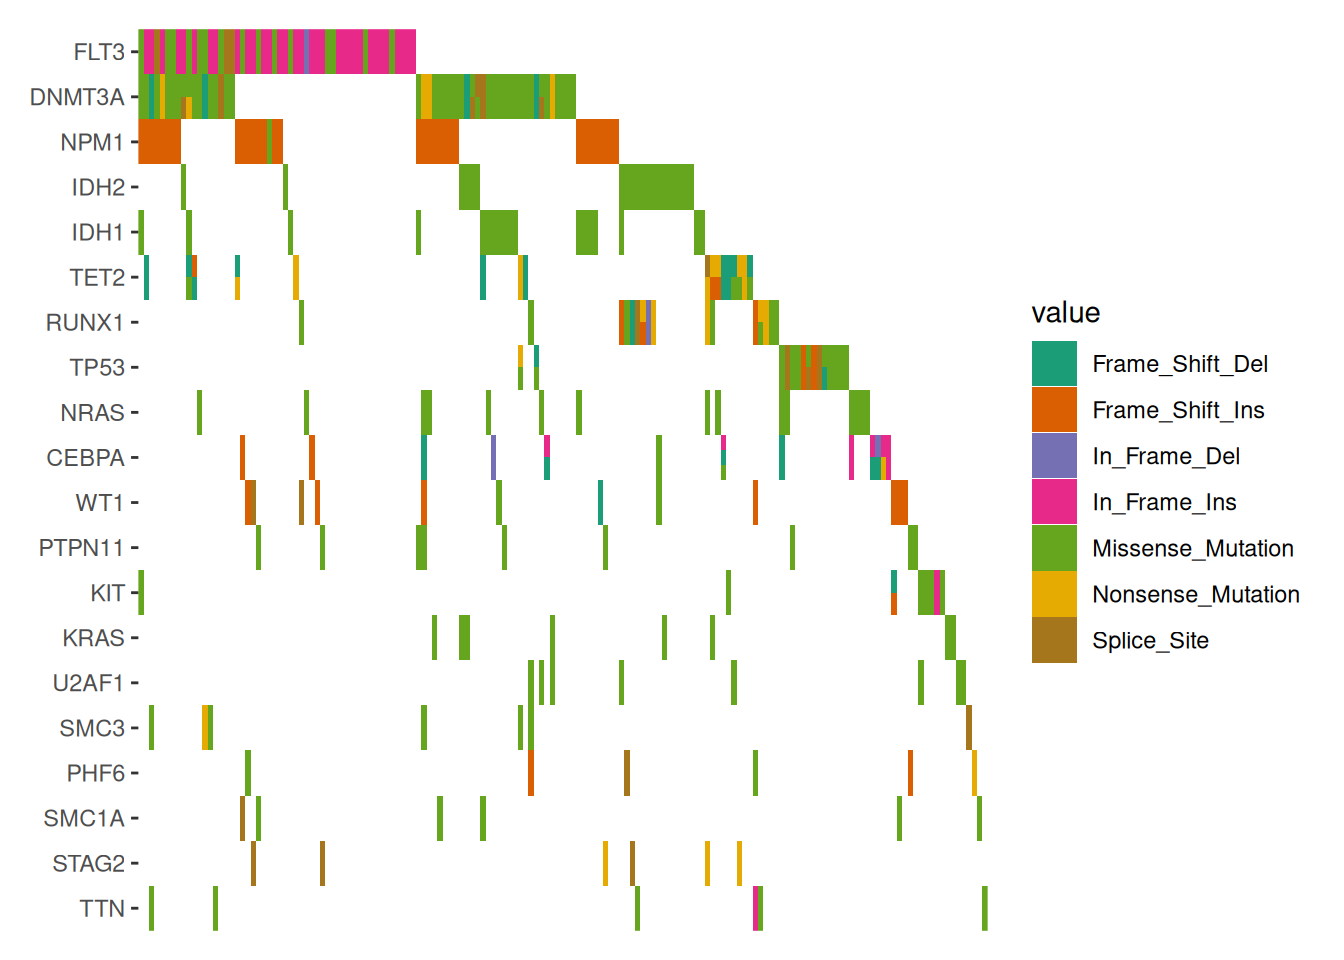 FLT3
DNMT3A
NPM1
IDH2
IDH1
TET2
RUNX1
TP53
NRAS
CEBPA
WT1
PTPN11
KIT
KRAS
U2AF1
SMC3
PHF6
SMC1A
STAG2
TTN
value
Frame_Shift_Del
Frame_Shift_Ins
In_Frame_Del
In_Frame_Ins
Missense_Mutation
Nonsense_Mutation
Splice_Site